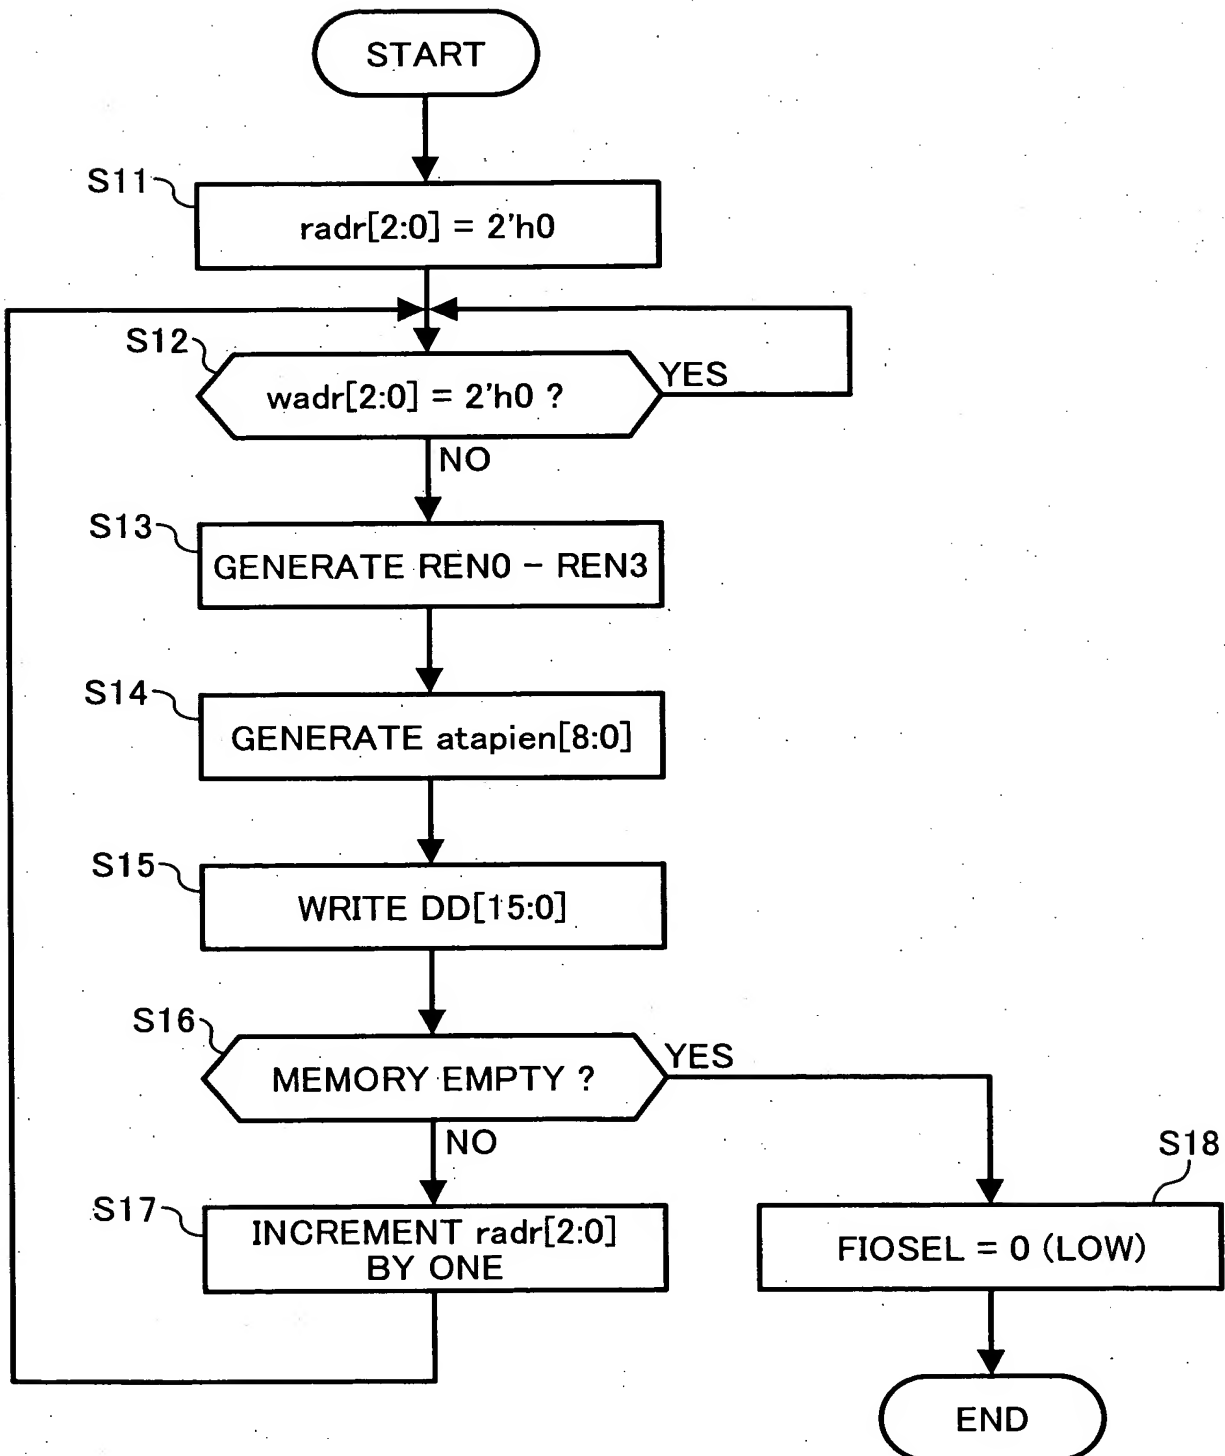 START
S11
radr[2:0] = 2'h0
S12
wadr[2:0] = 2'h0 ?
YES
NO
S13
GENERATE REN0 – REN3
S14
GENERATE atapien[8:0]
S15
WRITE DD[15:0]
S16
MEMORY EMPTY ?
YES
NO
S17
INCREMENT radr[2:0]
BY ONE
S18
FIOSEL = 0 (LOW)
END